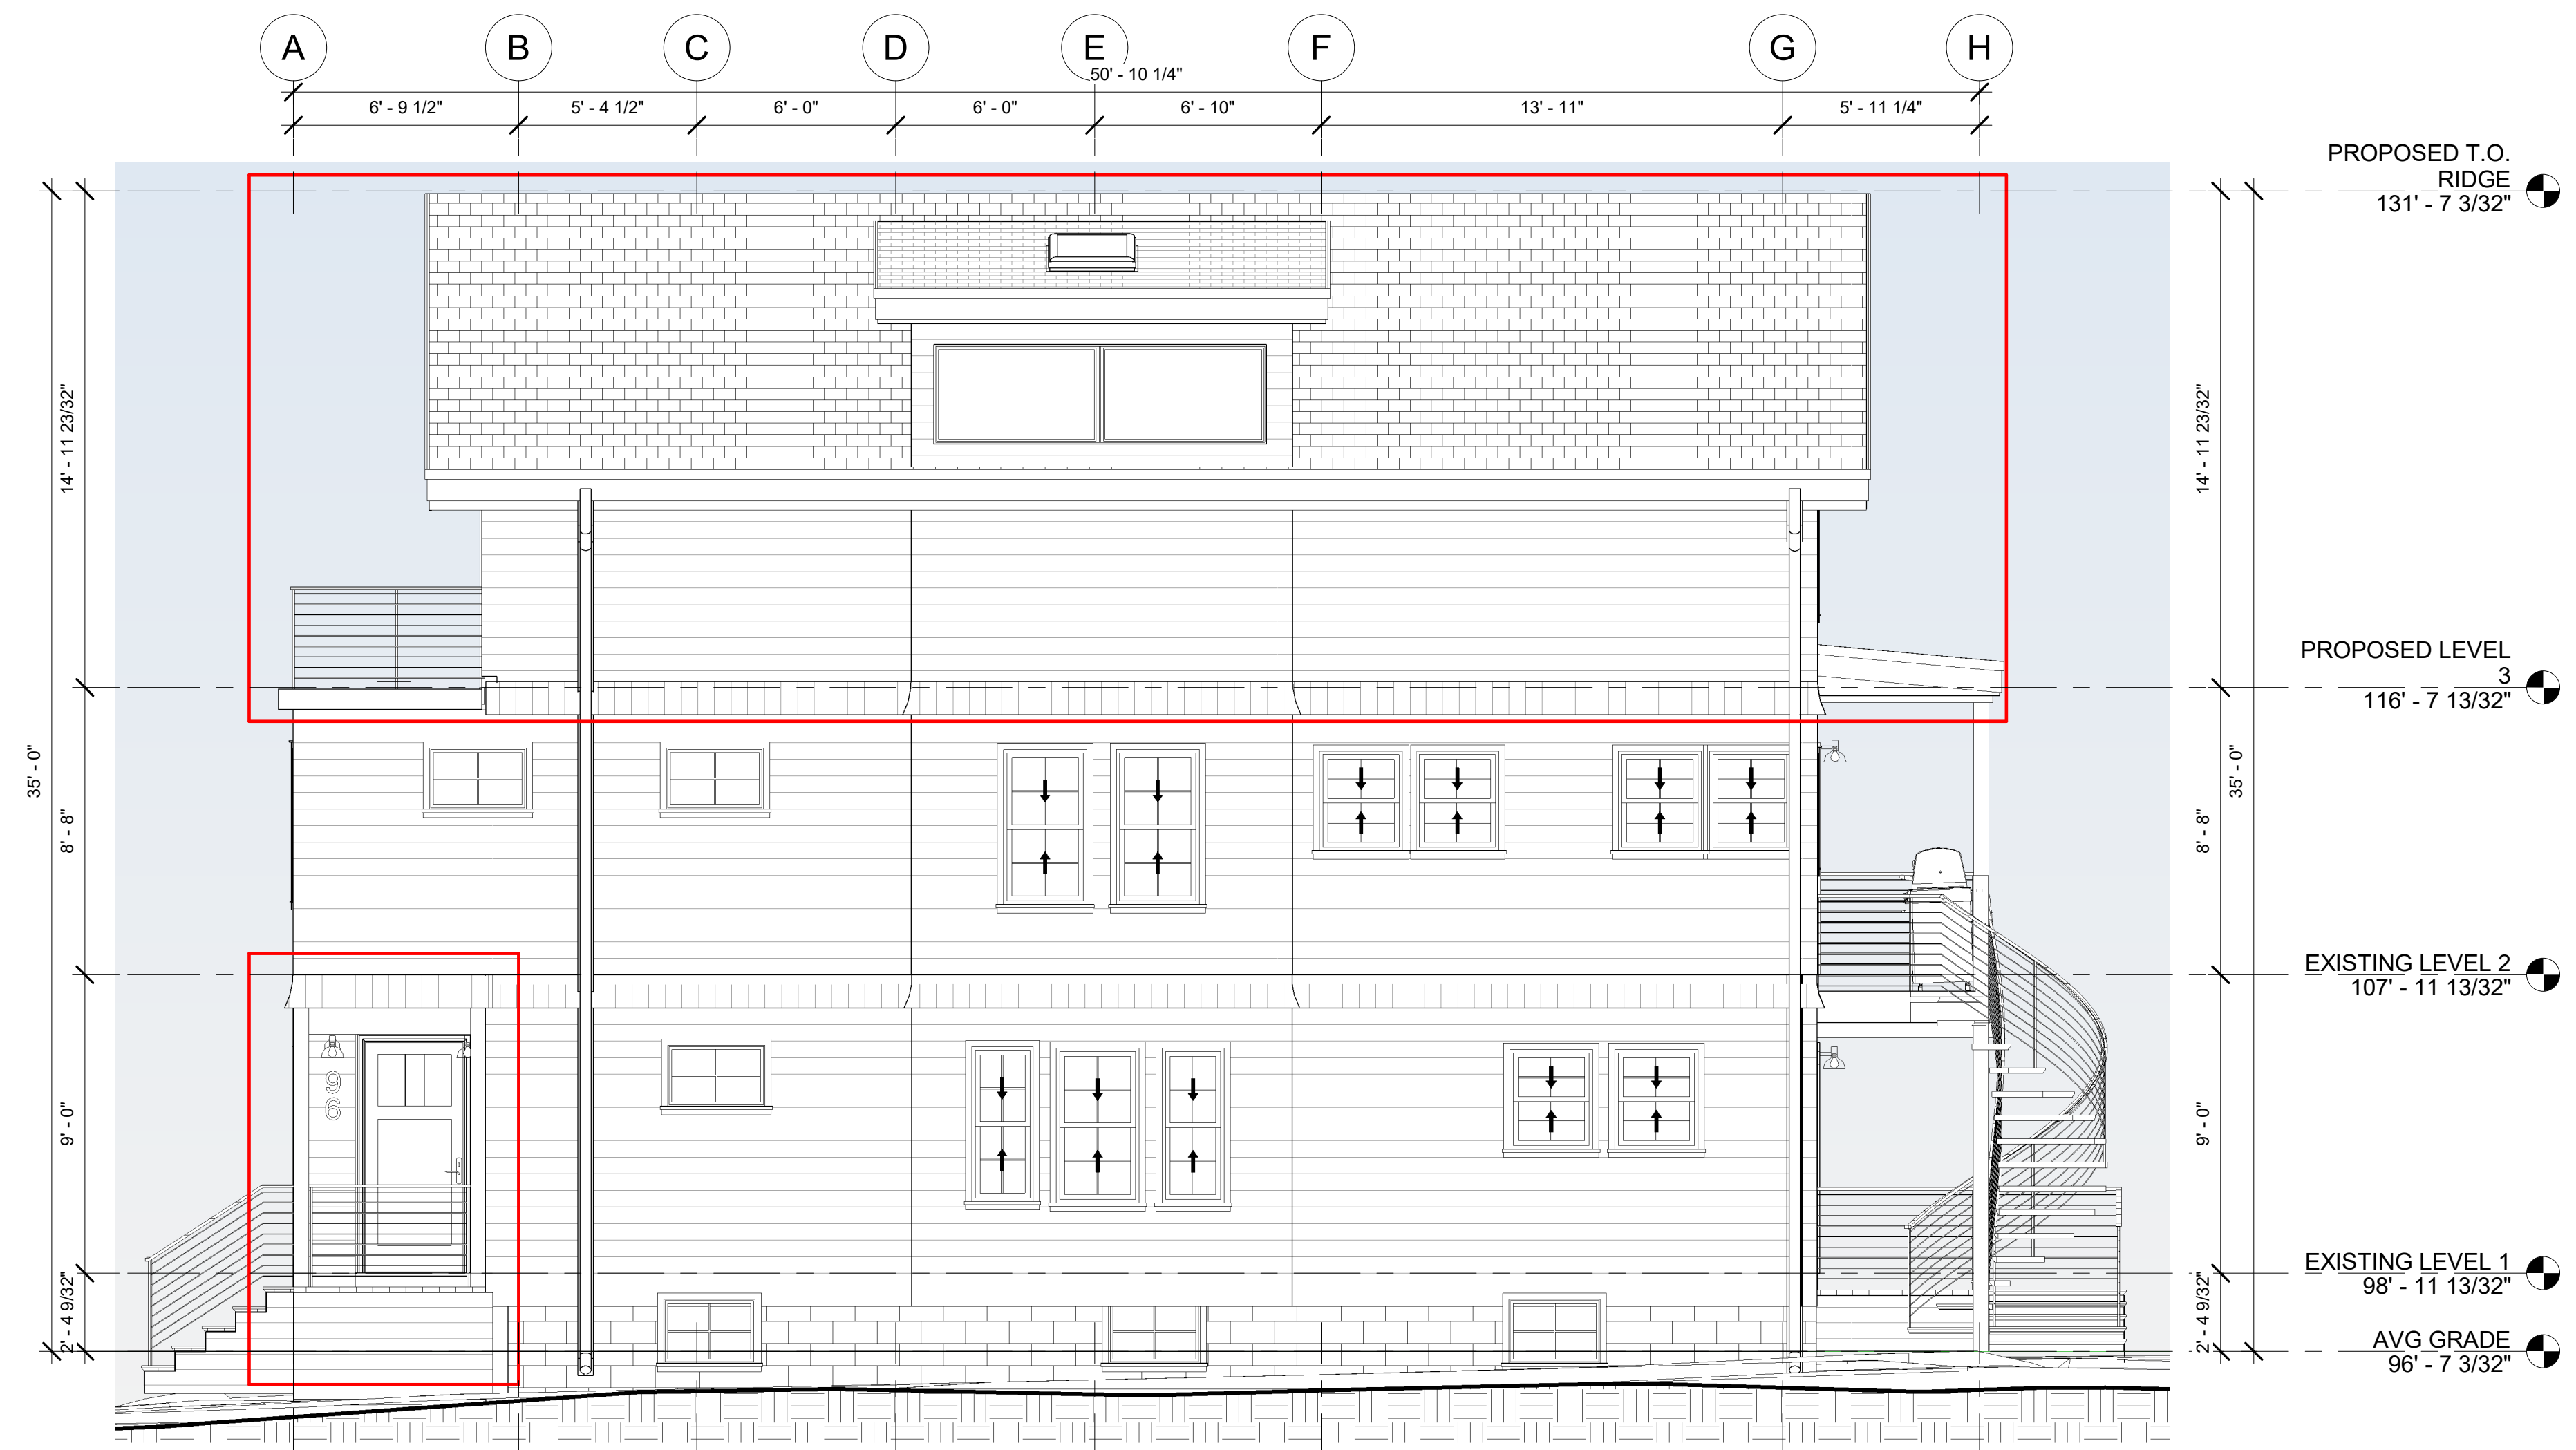 A B C D E F G H
50' - 10 1/4"
6' - 9 1/2" 5' - 4 1/2" 6' - 0" 6' - 0" 6' - 10" 13' - 11" 5' - 11 1/4"
PROPOSED T.O.
RIDGE
131' - 7 3/32"
14' - 11 23/32"
14' - 11 23/32"
PROPOSED LEVEL
3
116' - 7 13/32"
35' - 0"
35' - 0"
8' - 8"
8' - 8"
EXISTING LEVEL 2
107' - 11 13/32"
9
6
9' - 0"
9' - 0"
EXISTING LEVEL 1
98' - 11 13/32"
2' - 4 9/32"
2' - 4 9/32"
AVG GRADE
96' - 7 3/32"